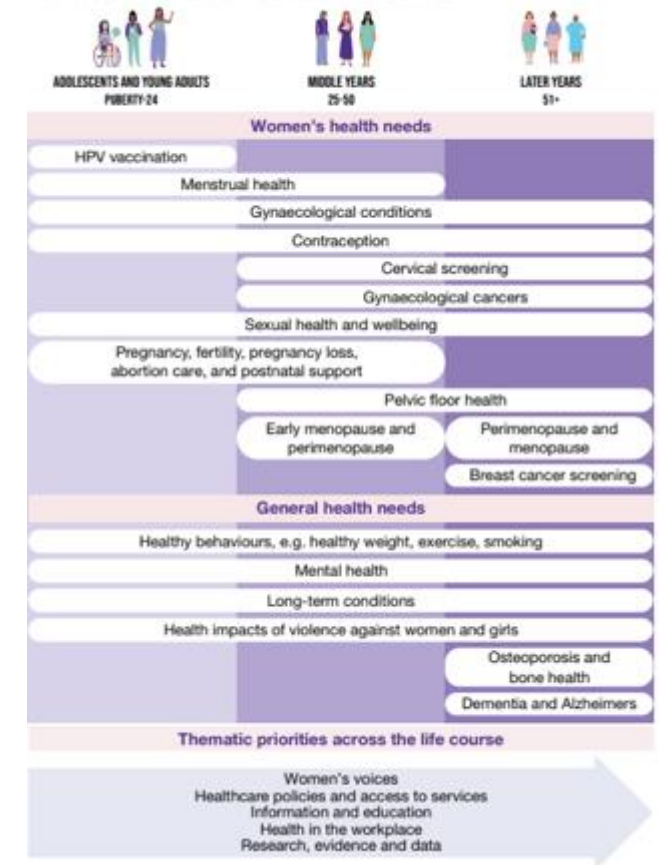 ADOLESCENTS AND YOUNG ADULTS
PUBERTY-24
MIDDLE YEARS
25-50
LATER YEARS
51+
Women's health needs
HPV vaccination
Menstrual health
Gynaecological conditions
Contraception
Cervical screening
Gynaecological cancers
Sexual health and wellbeing
Pregnancy, fertility, pregnancy loss,
abortion care, and postnatal support
Pelvic floor health
Early menopause and
perimenopause
Perimenopause and
menopause
Breast cancer screening
General health needs
Healthy behaviours, e.g. healthy weight, exercise, smoking
Mental health
Long-term conditions
Health impacts of violence against women and girls
Osteoporosis and
bone health
Dementia and Alzheimers
Thematic priorities across the life course
Women's voices
Healthcare policies and access to services
Information and education
Health in the workplace
Research, evidence and data